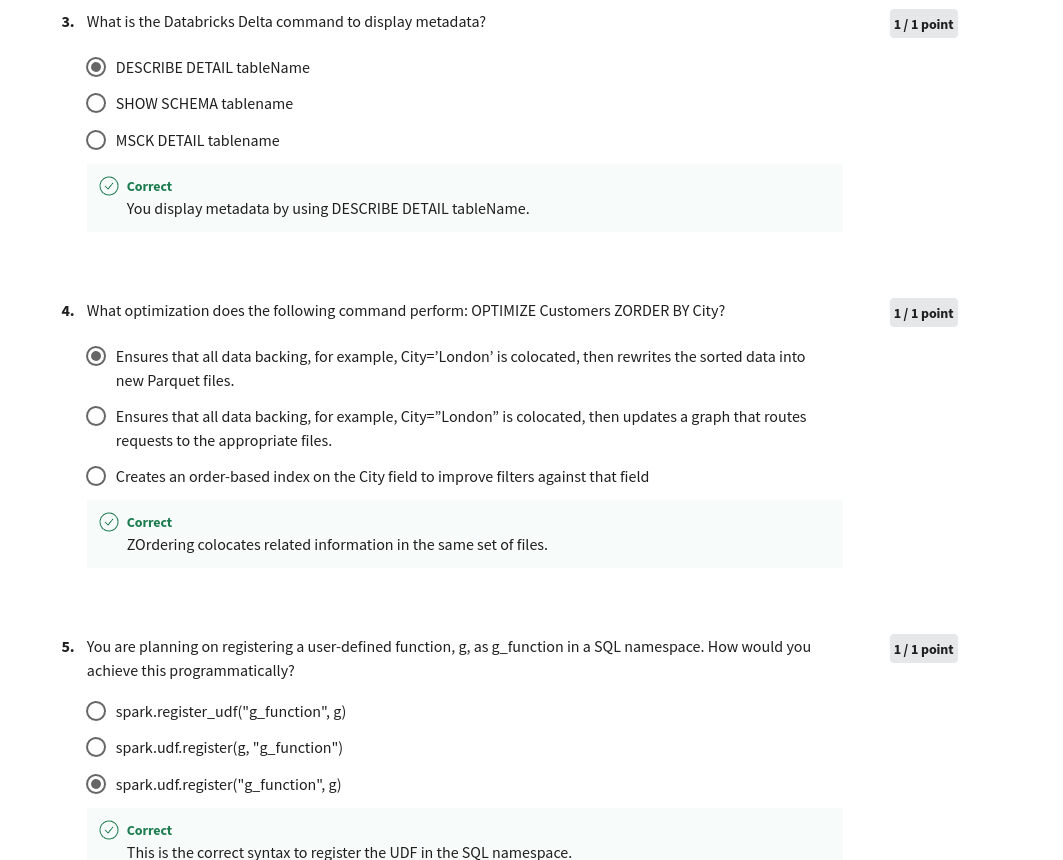 3. What is the Databricks Delta command to display metadata?
1 / 1 point
DESCRIBE DETAIL tableName
SHOW SCHEMA tablename
MSCK DETAIL tablename
Correct
You display metadata by using DESCRIBE DETAIL tableName.
4. What optimization does the following command perform: OPTIMIZE Customers ZORDER BY City?
1 / 1 point
Ensures that all data backing, for example, City=’London’ is colocated, then rewrites the sorted data into
new Parquet files.
Ensures that all data backing, for example, City=”London” is colocated, then updates a graph that routes
requests to the appropriate files.
Creates an order-based index on the City field to improve filters against that field
Correct
ZOrdering colocates related information in the same set of files.
5. You are planning on registering a user-defined function, g, as g_function in a SQL namespace. How would you
achieve this programmatically?
1 / 1 point
spark.register_udf("g_function", g)
spark.udf.register(g, "g_function")
spark.udf.register("g_function", g)
Correct
This is the correct syntax to register the UDF in the SQL namespace.